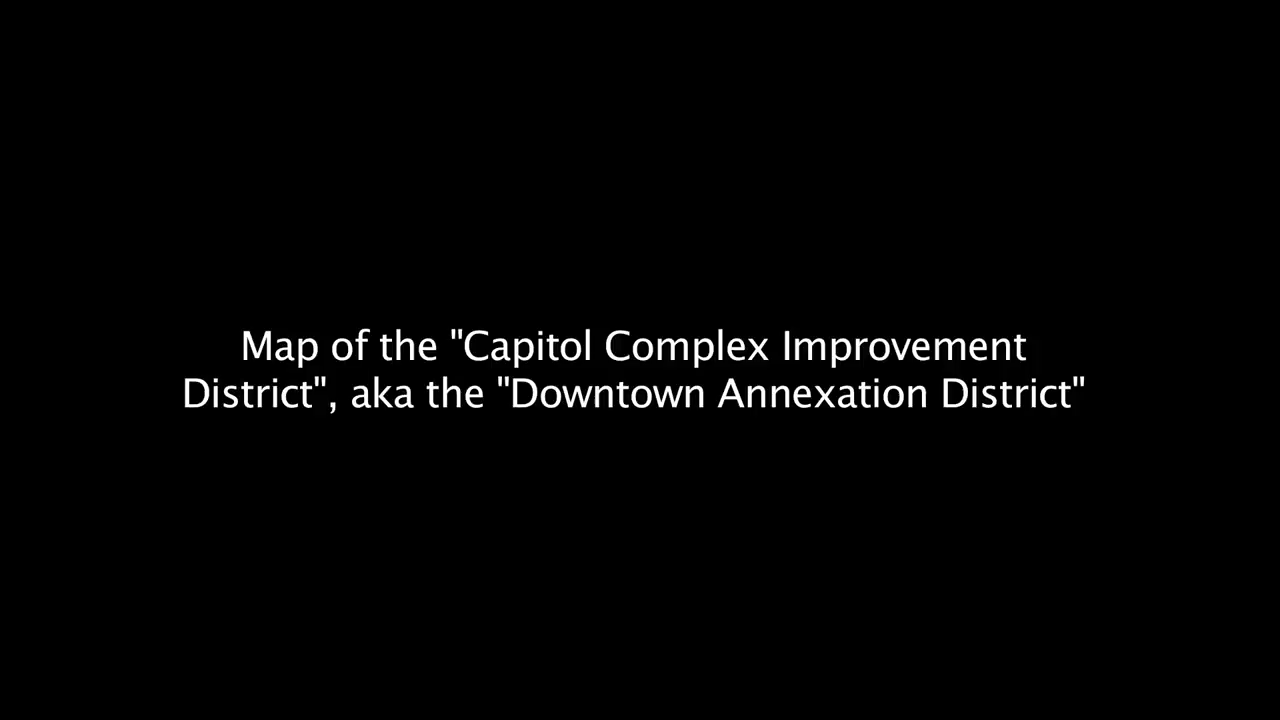 Map of the "Capitol Complex Improvement
District", aka the "Downtown Annexation District"